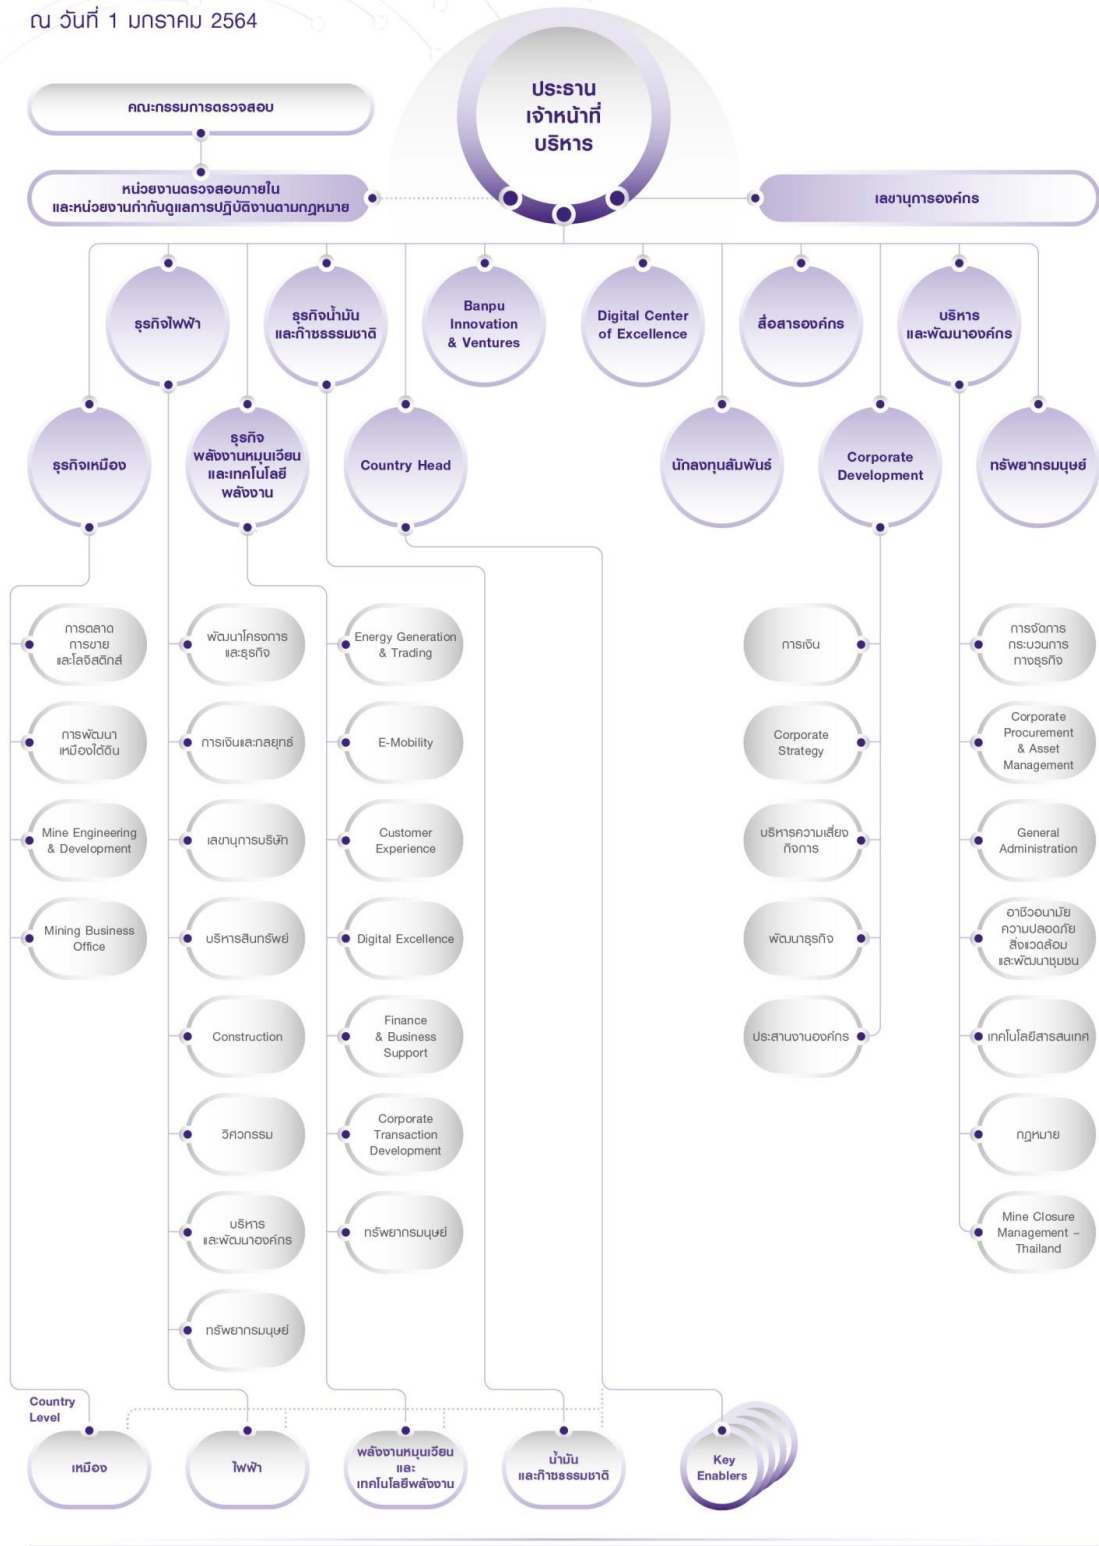 ณ วันที่ 1 มกราคม 2564
ประธาน
เจ้าหน้าที่
บริหาร
คณะกรรมการตรวจสอบ
หน่วยงานตรวจสอบภายใน
และหน่วยงานกำกับดูแลการปฏิบัติงานตามกฎหมาย
เลขานุการองค์กร
ธุรกิจไฟฟ้า
ธุรกิจน้ำมัน
และก๊าซธรรมชาติ
Banpu
Innovation
& Ventures
Digital Center
of Excellence
สื่อสารองค์กร
บริหาร
และพัฒนาองค์กร
ธุรกิจเหมือง
ธุรกิจ
พลังงานหมุนเวียน
และเทคโนโลยี
พลังงาน
Country Head
นักลงทุนสัมพันธ์
Corporate
Development
ทรัพยากรมนุษย์
การตลาด
การขาย
และโลจิสติกส์
การพัฒนา
เหมืองใต้ดิน
Mine Engineering
& Development
Mining Business
Office
พัฒนาโครงการ
และธุรกิจ
การเงินและกลยุทธ์
เลขานุการบริษัท
บริหารสินทรัพย์
Construction
วิศวกรรม
บริหาร
และพัฒนาองค์กร
ทรัพยากรมนุษย์
Energy Generation
& Trading
E-Mobility
Customer
Experience
Digital Excellence
Finance
& Business
Support
Corporate
Transaction
Development
ทรัพยากรมนุษย์
การเงิน
Corporate
Strategy
บริหารความเสี่ยง
กิจการ
พัฒนาธุรกิจ
ประสานงานองค์กร
การจัดการ
กระบวนการ
ทางธุรกิจ
Corporate
Procurement
& Asset
Management
General
Administration
อาชีวอนามัย
ความปลอดภัย
สิ่งแวดล้อม
และพัฒนาชุมชน
เทคโนโลยีสารสนเทศ
กฎหมาย
Mine Closure
Management –
Thailand
Country
Level
เหมือง
ไฟฟ้า
พลังงานหมุนเวียน
และ
เทคโนโลยีพลังงาน
น้ำมัน
และก๊าซธรรมชาติ
Key
Enablers